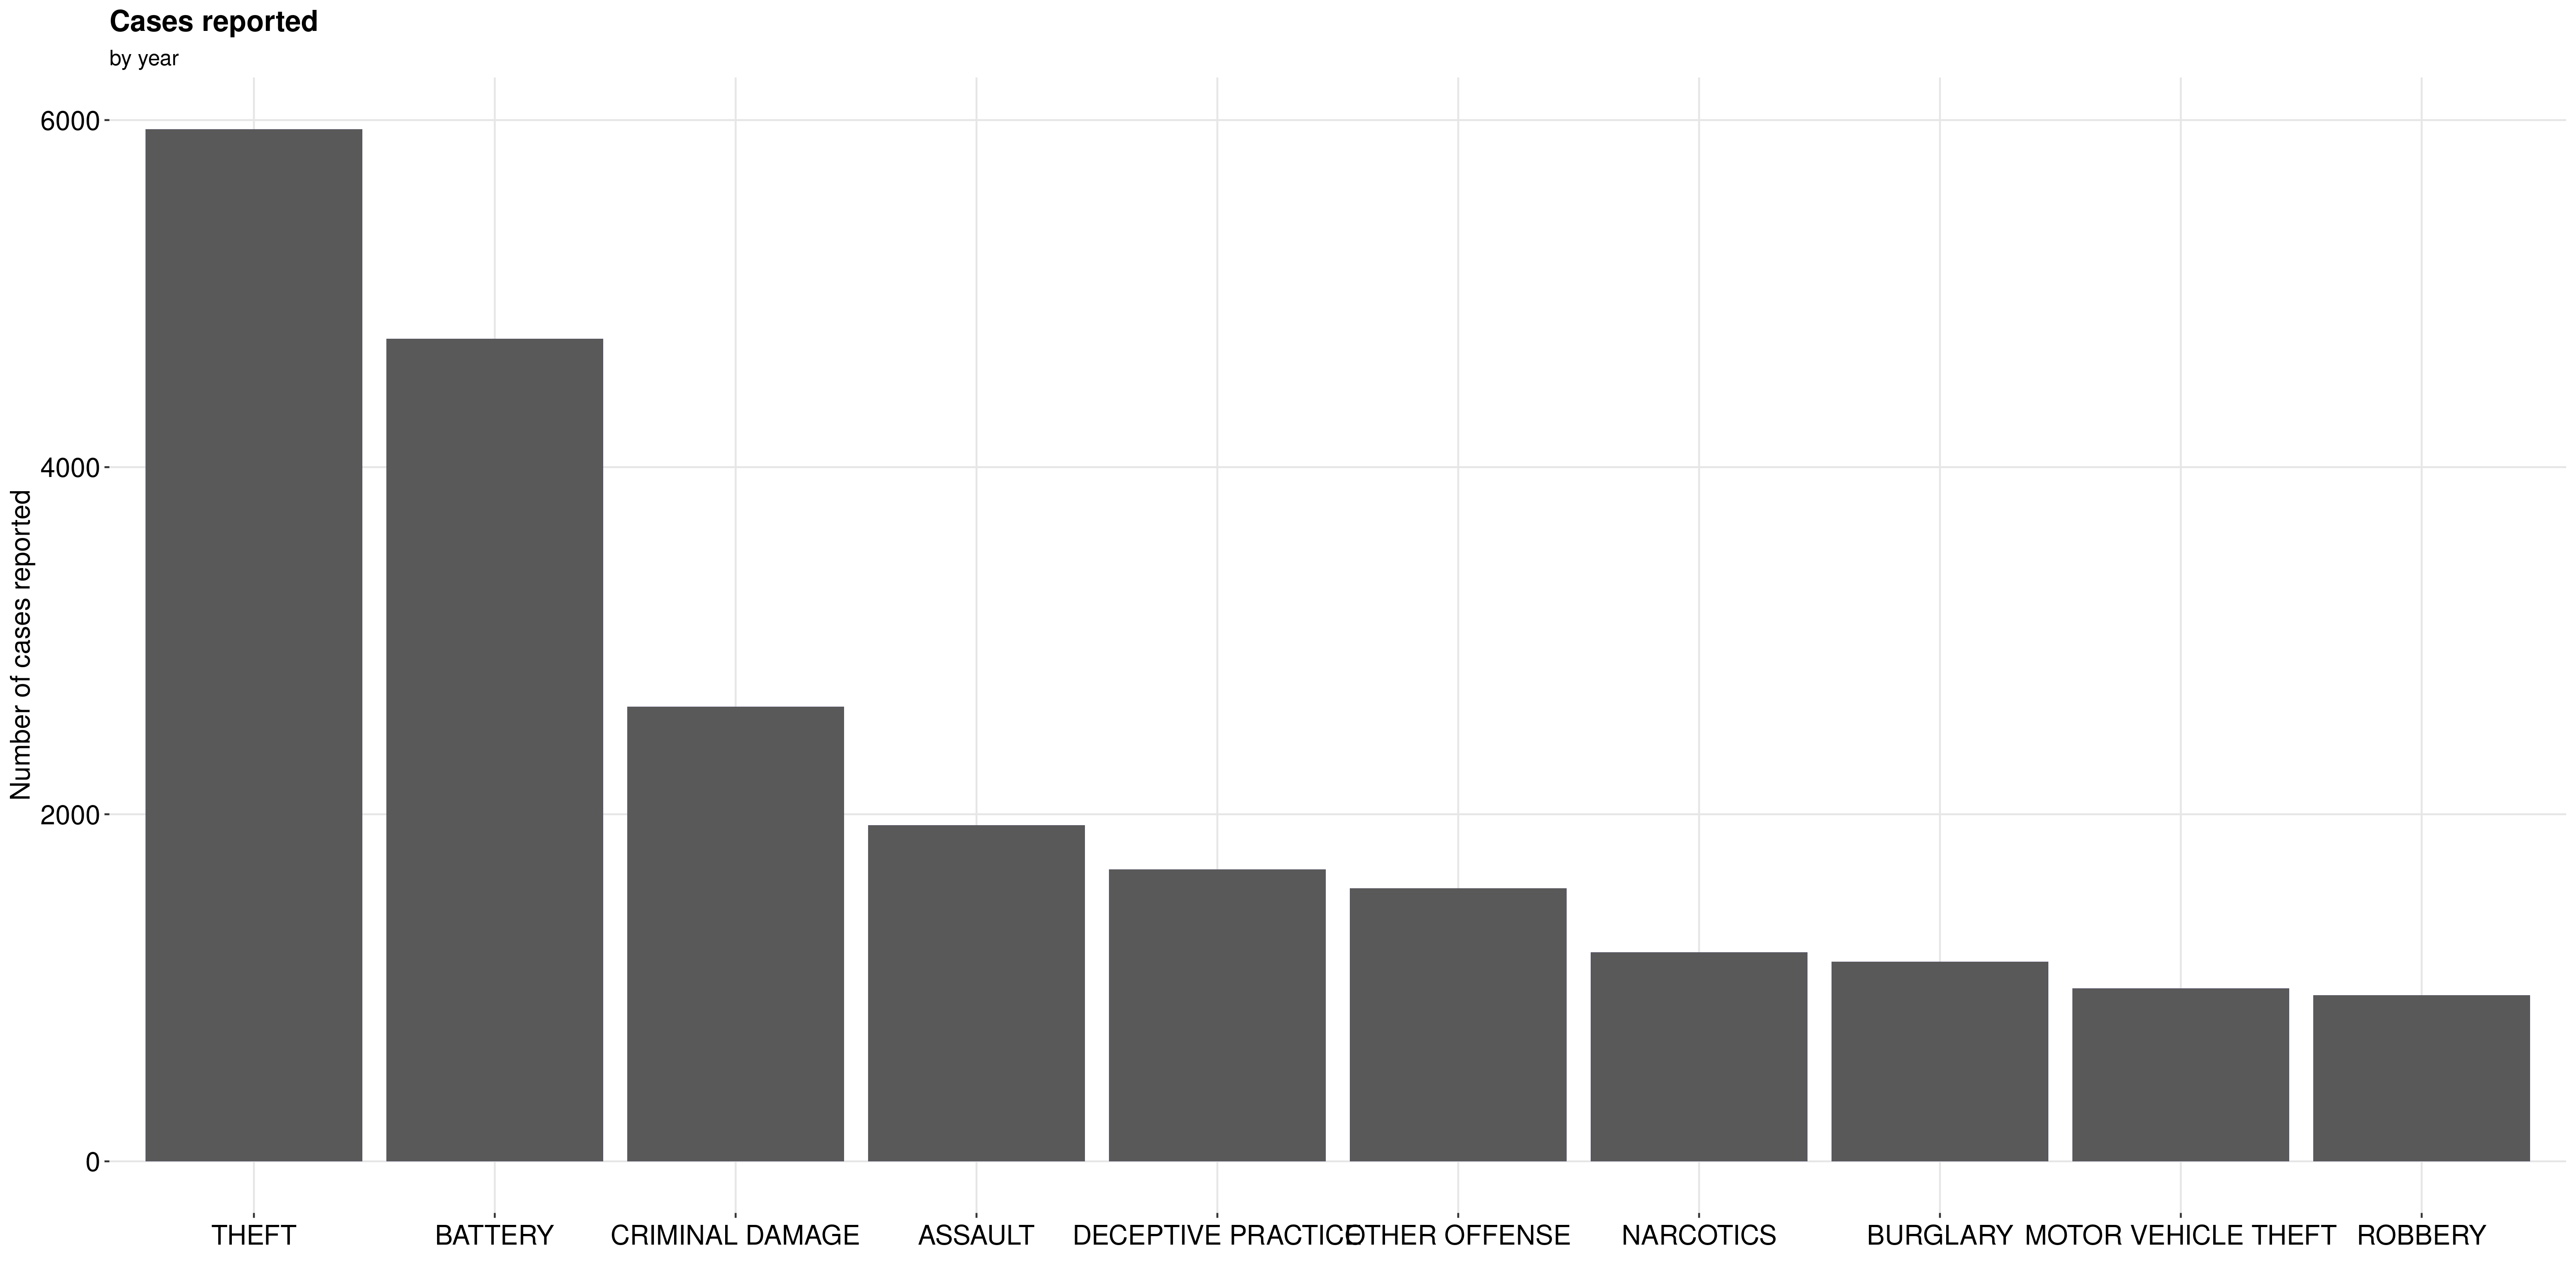 Cases reported
by year
Number of cases reported
6000
4000
2000
0
THEFT BATTERY CRIMINAL DAMAGE ASSAULT DECEPTIVE PRACTICE OTHER OFFENSE NARCOTICS BURGLARY MOTOR VEHICLE THEFT ROBBERY